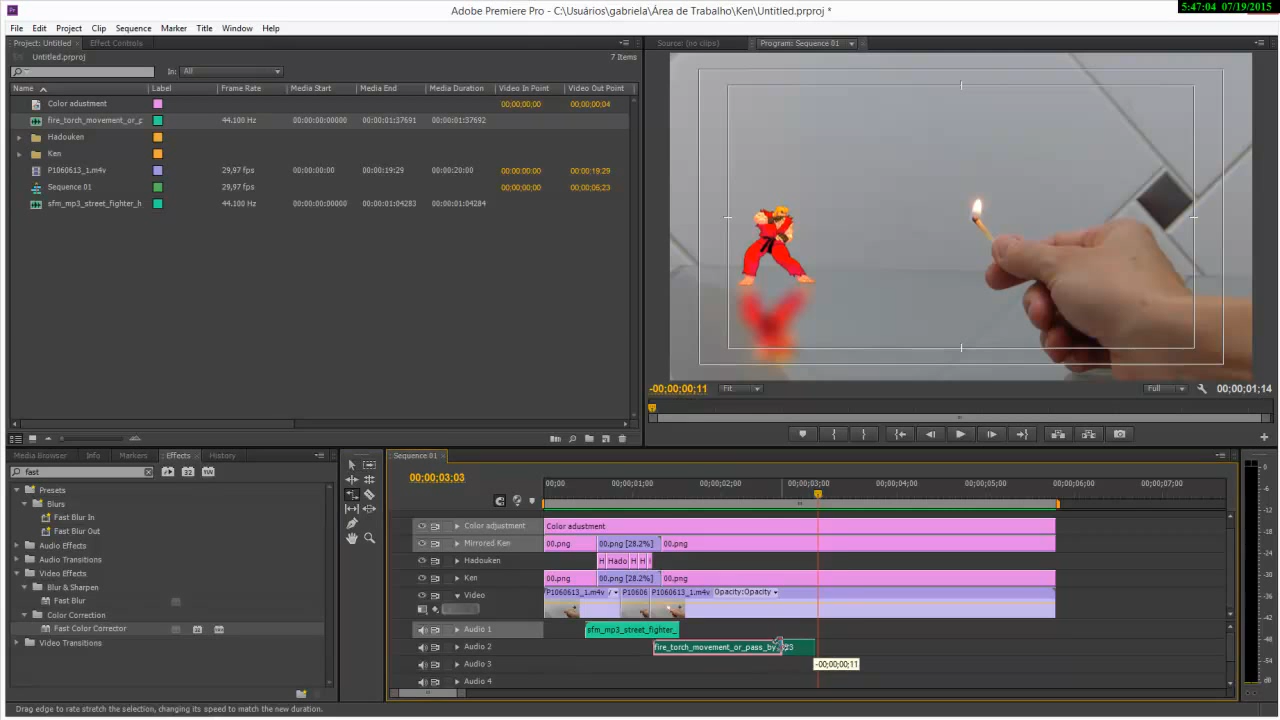 Adobe Premiere Pro - C:\Usuários\gabriela\Área de Trabalho\Ken\Untitled.prproj *
5:47:04 07/19/2015
File Edit Project Clip Sequence Marker Title Window Help
Project: Untitled Effect Controls
Source: (no clips) Program: Sequence 01
Untitled.prproj 7 Items
In: All
Name Label Frame Rate Media Start Media End Media Duration Video In Point Video Out Point
Color adustment 00;00;00;00 00;00;00;04
fire_torch_movement_or_p 44.100 Hz 00:00:00:00000 00:00:01:37691 00:00:01:37692
Hadouken
Ken
P1060613_1.m4v 29,97 fps 00:00:00:00 00:00:19:29 00:00:20:00 00:00:00:00 00:00:19:29
Sequence 01 29,97 fps 00;00;00;00 00;00;05;23
sfm_mp3_street_fighter_h 44.100 Hz 00:00:00:00000 00:00:01:04283 00:00:01:04284
-00;00;00;11 Fit Full 00;00;01;14
Media Browser Info Markers Effects History
fast
Presets
Blurs
Fast Blur In
Fast Blur Out
Audio Effects
Audio Transitions
Video Effects
Blur & Sharpen
Fast Blur
Color Correction
Fast Color Corrector
Video Transitions
Sequence 01
00;00;03;03
00;00 00;00;01;00 00;00;02;00 00;00;03;00 00;00;04;00 00;00;05;00 00;00;06;00 00;00;07;00
Color adjustment Color adustment
Mirrored Ken 00.png 00.png [28.2%] 00.png
Hadouken H Hado H H
Ken 00.png 00.png [28.2%] 00.png
Video P1060613_1.m4v P10606 P1060613_1.m4v Opacity:Opacity
Audio 1 sfm_mp3_street_fighter_
Audio 2 fire_torch_movement_or_pass_by
Audio 3 -00;00;00;11
Audio 4
0
-6
-12
-18
-24
-30
-36
-42
-48
-54
dB
Drag edge to rate stretch the selection, changing its speed to match the new duration.